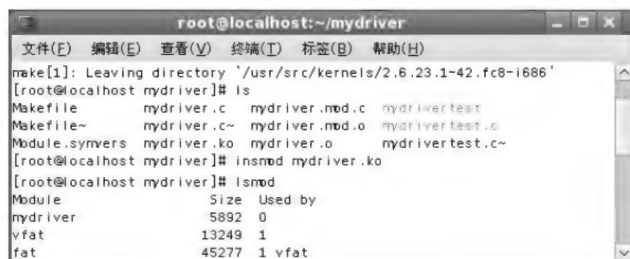 root@localhost:~/mydriver
文件(F) 编辑(E) 查看(V) 终端(T) 标签(B) 帮助(H)
make[1]: Leaving directory `/usr/src/kernels/2.6.23.1-42.fc8-i686'
[root@localhost mydriver]# ls
Makefile mydriver.c mydriver.mod.c mydrivertest
Makefile~ mydriver.c~ mydriver.mod.o mydrivertest.c
Module.symvers mydriver.ko mydriver.o mydrivertest.c~
[root@localhost mydriver]# insmod mydriver.ko
[root@localhost mydriver]# lsmod
Module Size Used by
mydriver 5892 0
vfat 13249 1
fat 45277 1 vfat